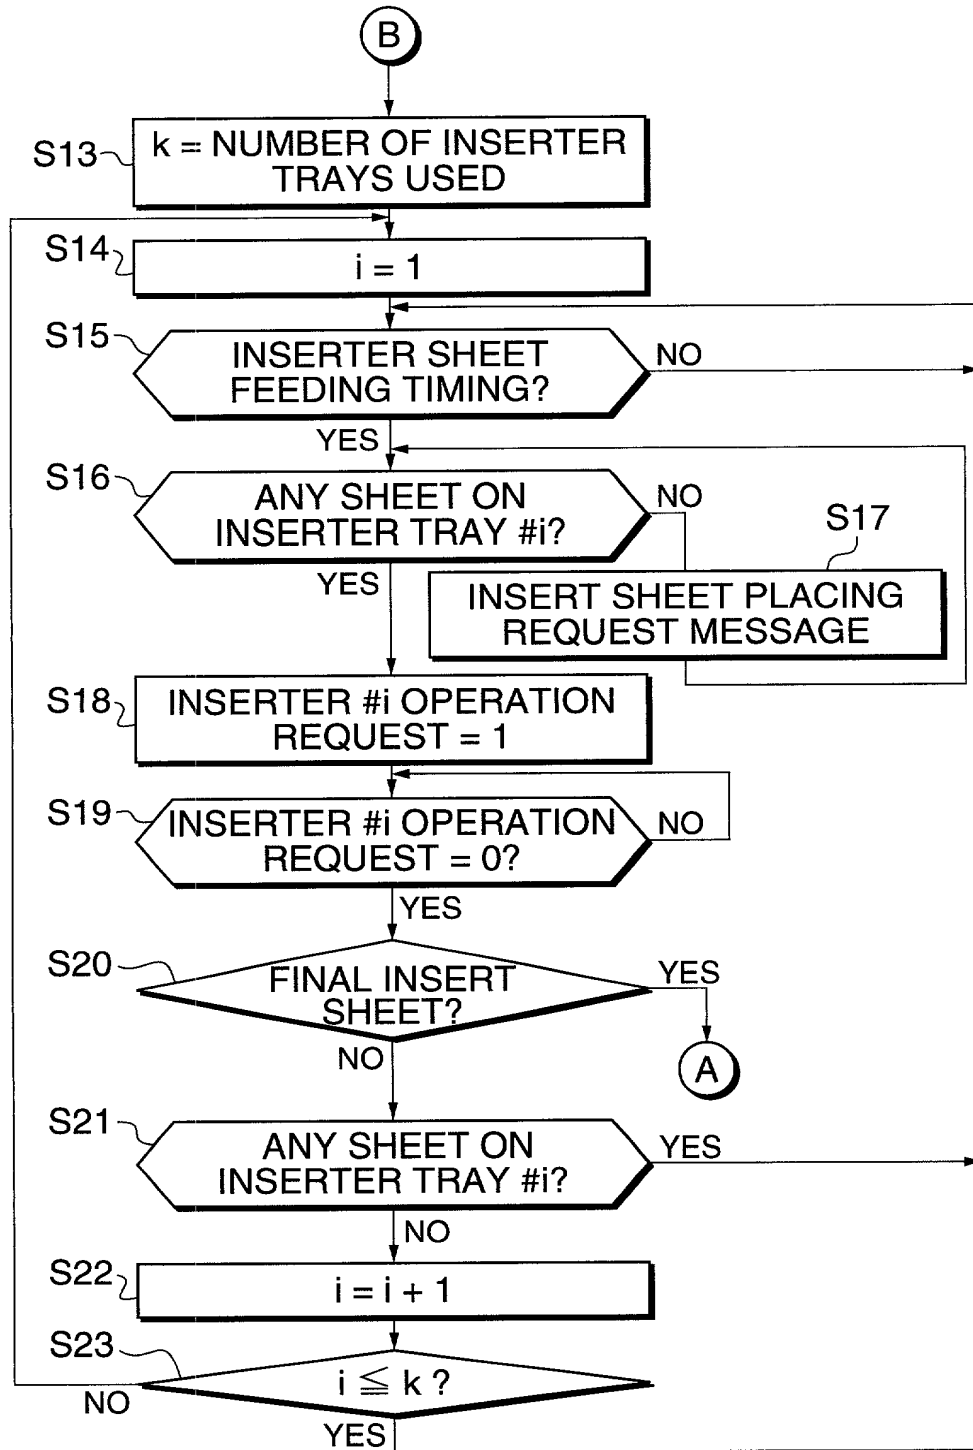 B
S13
k = NUMBER OF INSERTER
TRAYS USED
S14
i = 1
S15
INSERTER SHEET
FEEDING TIMING?
NO
YES
S16
ANY SHEET ON
INSERTER TRAY #i?
NO
YES
S17
INSERT SHEET PLACING
REQUEST MESSAGE
S18
INSERTER #i OPERATION
REQUEST = 1
S19
INSERTER #i OPERATION
REQUEST = 0?
NO
YES
S20
FINAL INSERT
SHEET?
YES
NO
A
S21
ANY SHEET ON
INSERTER TRAY #i?
YES
NO
S22
i = i + 1
S23
i ≦ k ?
NO
YES